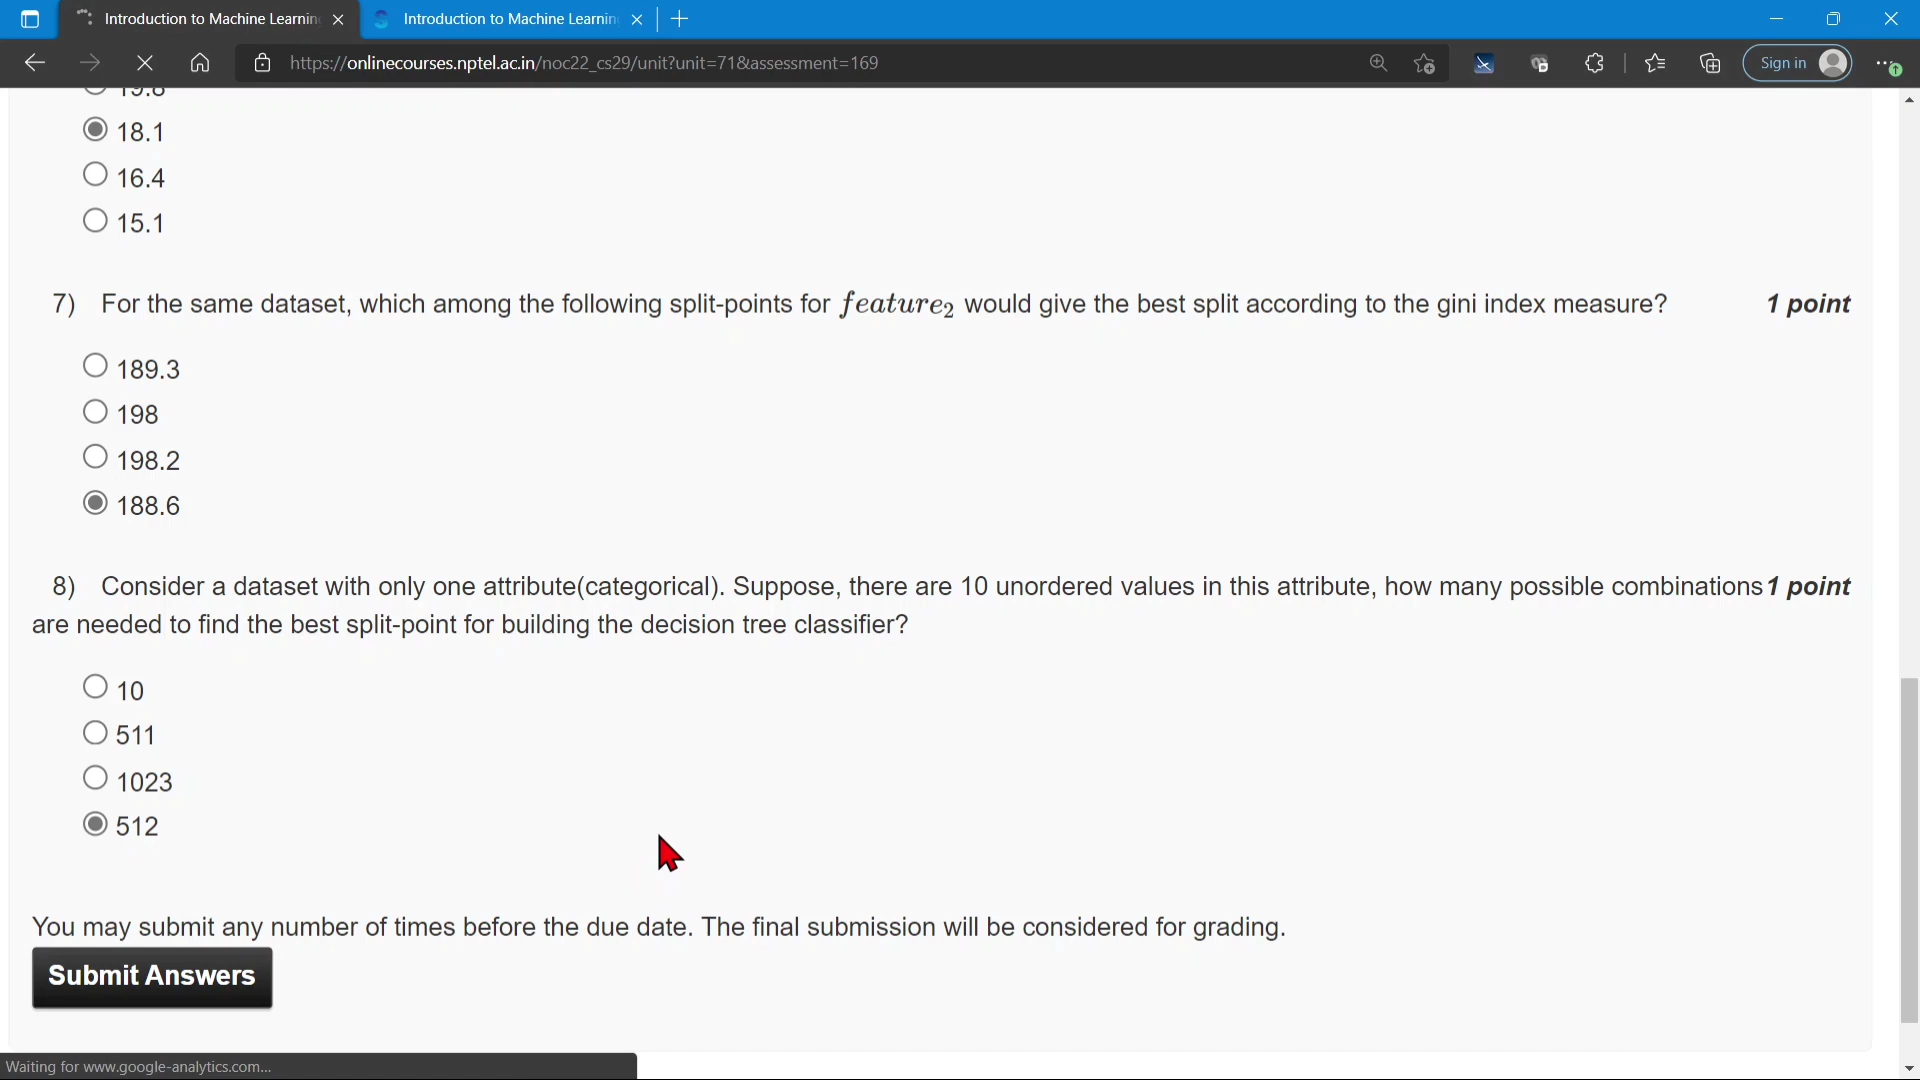 Introduction to Machine Learnin
Introduction to Machine Learnin
https://onlinecourses.nptel.ac.in/noc22_cs29/unit?unit=71&assessment=169
Sign in
19.8
18.1
16.4
15.1
7) For the same dataset, which among the following split-points for feature₂ would give the best split according to the gini index measure? 1 point
189.3
198
198.2
188.6
8) Consider a dataset with only one attribute(categorical). Suppose, there are 10 unordered values in this attribute, how many possible combinations 1 point
are needed to find the best split-point for building the decision tree classifier?
10
511
1023
512
You may submit any number of times before the due date. The final submission will be considered for grading.
Submit Answers
Waiting for www.google-analytics.com...